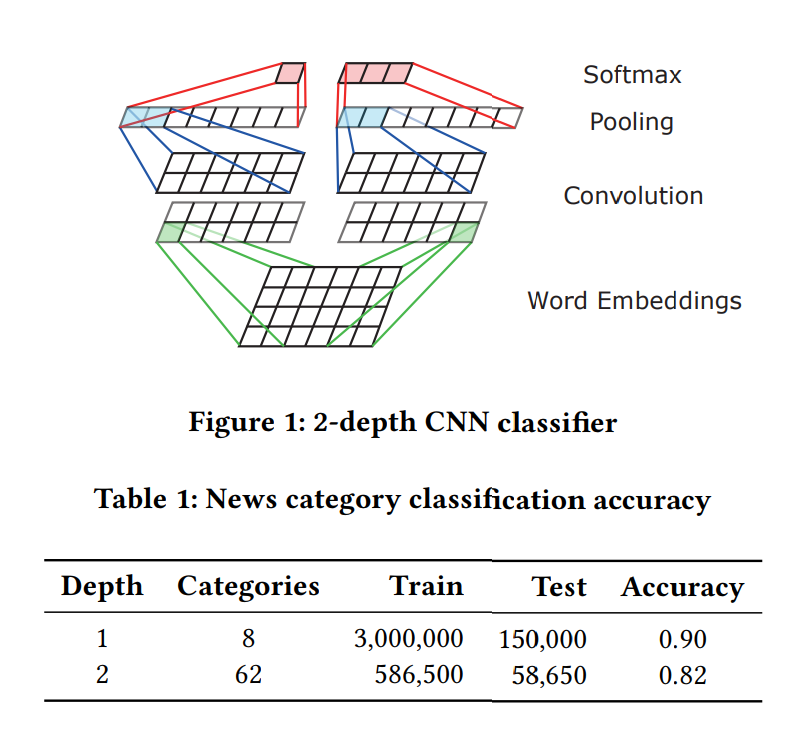 Softmax
Pooling
Convolution
Word Embeddings
Figure 1: 2-depth CNN classifier
Table 1: News category classification accuracy
Depth Categories Train Test Accuracy
1 8 3,000,000 150,000 0.90
2 62 586,500 58,650 0.82